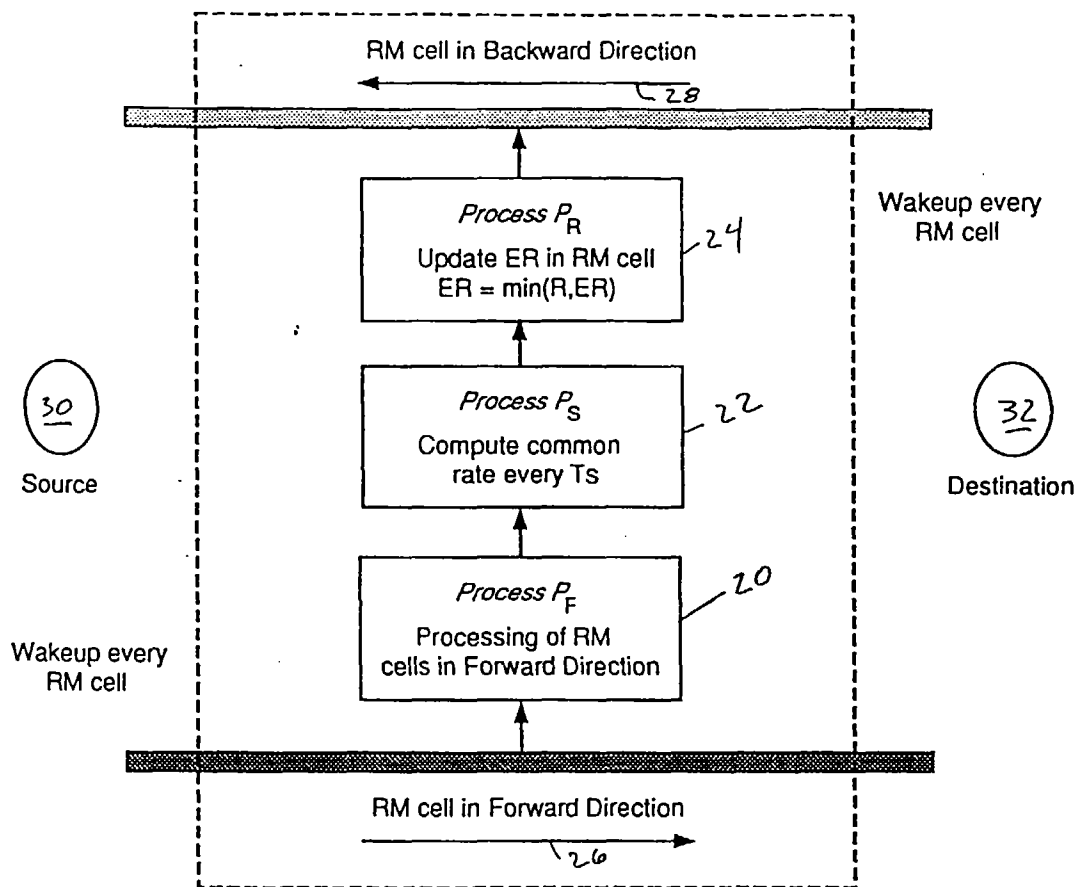 RM cell in Backward Direction
28
Process PR
Update ER in RM cell
ER = min(R,ER)
24
Wakeup every
RM cell
30
Source
Process PS
Compute common
rate every Ts
22
32
Destination
Process PF
Processing of RM
cells in Forward Direction
20
Wakeup every
RM cell
RM cell in Forward Direction
26